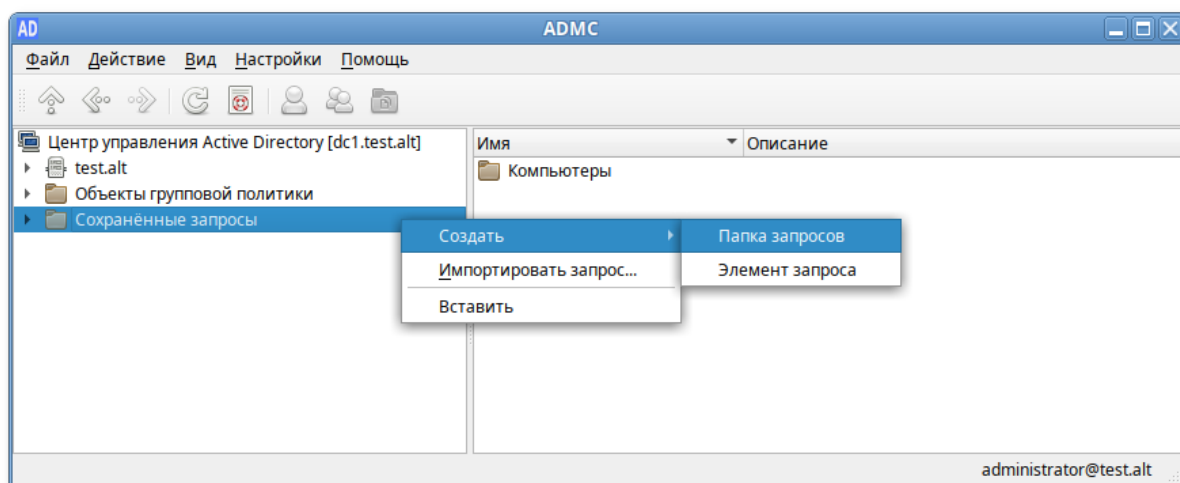 AD ADMC
Файл Действие Вид Настройки Помощь
Центр управления Active Directory [dc1.test.alt]
Имя Описание
test.alt
Компьютеры
Объекты групповой политики
Сохранённые запросы
Создать Папка запросов
Импортировать запрос... Элемент запроса
Вставить
administrator@test.alt